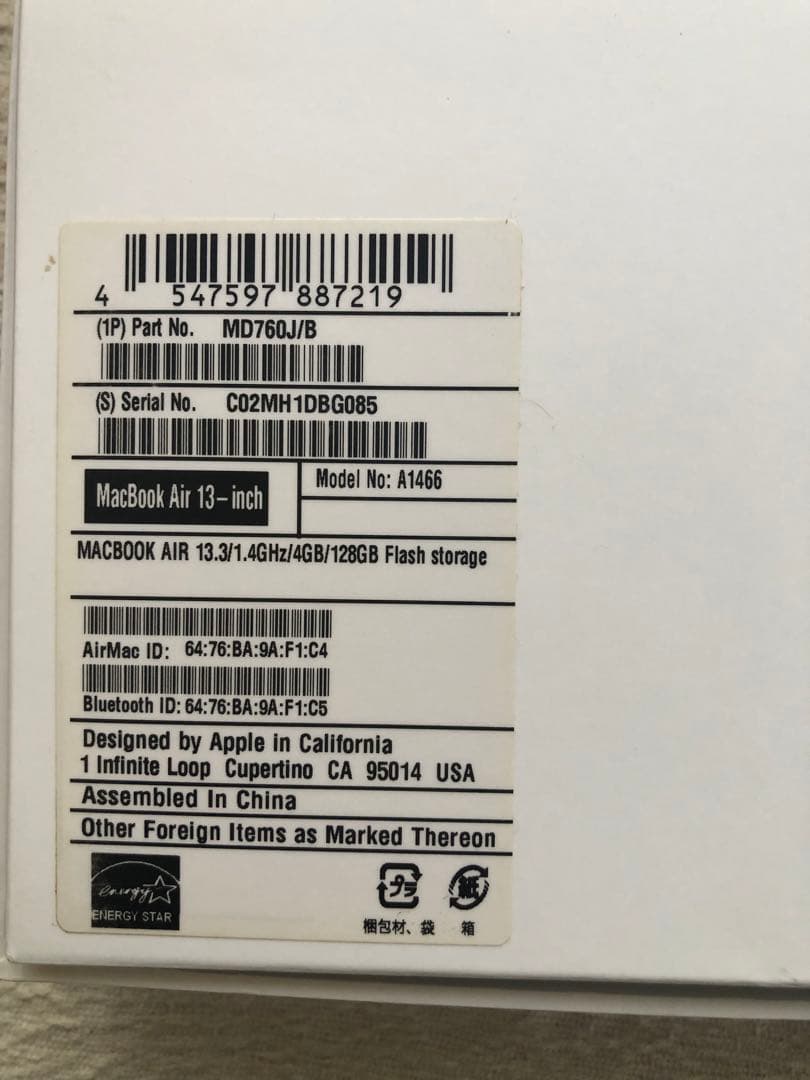 4 547597 887219
(1P) Part No. MD760J/B
(S) Serial No. C02MH1DBG085
MacBook Air 13-inch
Model No: A1466
MACBOOK AIR 13.3/1.4GHz/4GB/128GB Flash storage
AirMac ID: 64:76:BA:9A:F1:C4
Bluetooth ID: 64:76:BA:9A:F1:C5
Designed by Apple in California
1 Infinite Loop Cupertino CA 95014 USA
Assembled In China
Other Foreign Items as Marked Thereon
energy
ENERGY STAR
プラ
紙
梱包材、袋
箱